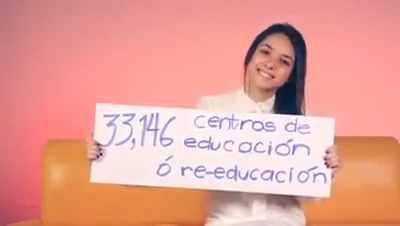 33,146 centros de
educación
ó re-educación